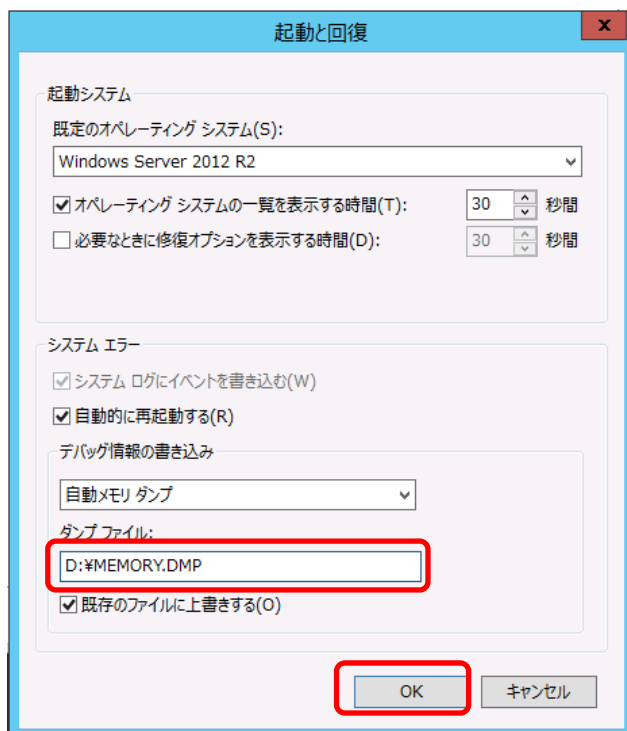 起動と回復
x
起動システム
既定のオペレーティング システム(S):
Windows Server 2012 R2
オペレーティング システムの一覧を表示する時間(T): 30 秒間
必要なときに修復オプションを表示する時間(D): 30 秒間
システム エラー
システム ログにイベントを書き込む(W)
自動的に再起動する(R)
デバッグ情報の書き込み
自動メモリ ダンプ
ダンプ ファイル:
D:¥MEMORY.DMP
既存のファイルに上書きする(O)
OK キャンセル